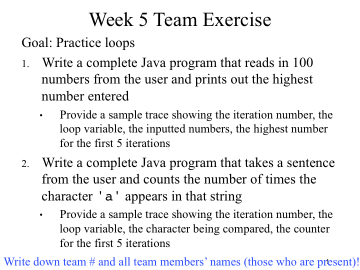 Week 5 Team Exercise
Goal: Practice loops
1. Write a complete Java program that reads in 100
numbers from the user and prints out the highest
number entered
• Provide a sample trace showing the iteration number, the
loop variable, the inputted numbers, the highest number
for the first 5 iterations
2. Write a complete Java program that takes a sentence
from the user and counts the number of times the
character 'a' appears in that string
• Provide a sample trace showing the iteration number, the
loop variable, the character being compared, the counter
for the first 5 iterations
Write down team # and all team members' names (those who are present)!